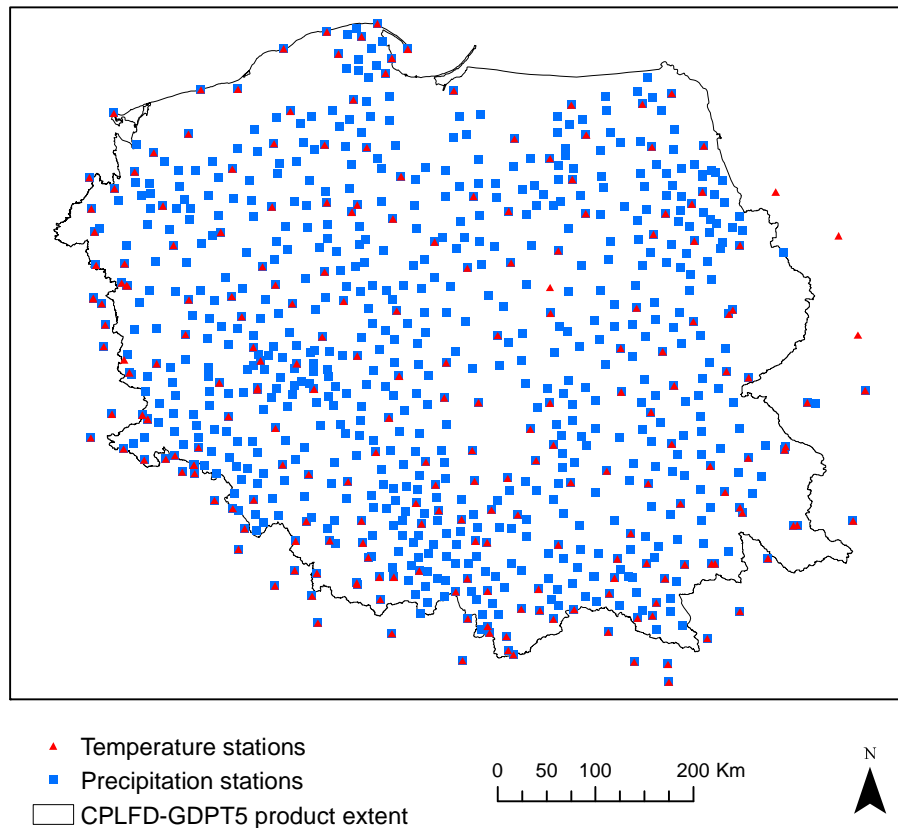 Temperature stations
Precipitation stations
CPLFD-GDPT5 product extent
0 50 100 200 Km
N